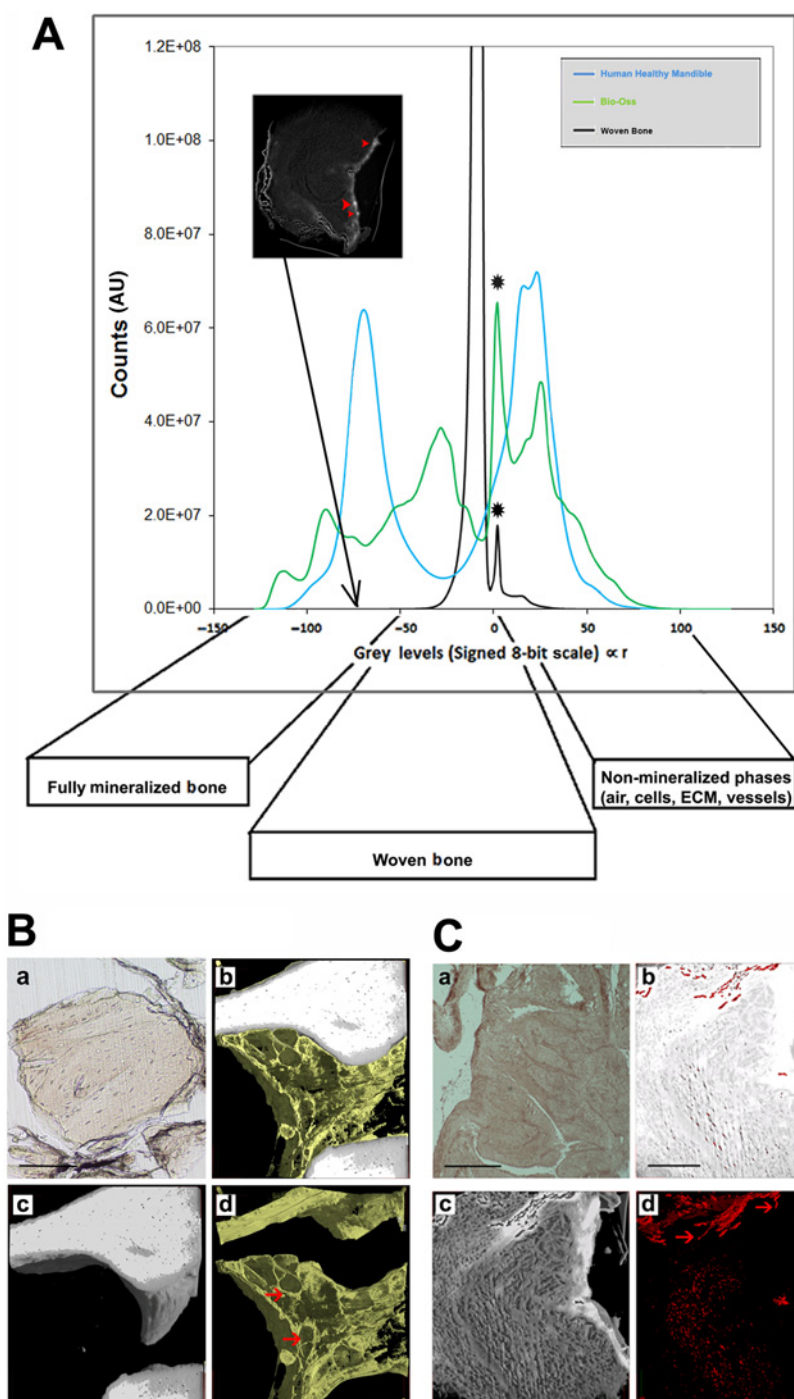 A
1.2E+08
1.0E+08
8.0E+07
6.0E+07
4.0E+07
2.0E+07
0.0E+00
Counts (AU)
Human Healthy Mandible
Bio-Oss
Woven Bone
−150 −100 −50 0 50 100 150
Grey levels (Signed 8-bit scale) ∝ r
Fully mineralized bone
Non-mineralized phases
(air, cells, ECM, vessels)
Woven bone
B
a
b
c
d
C
a
b
c
d